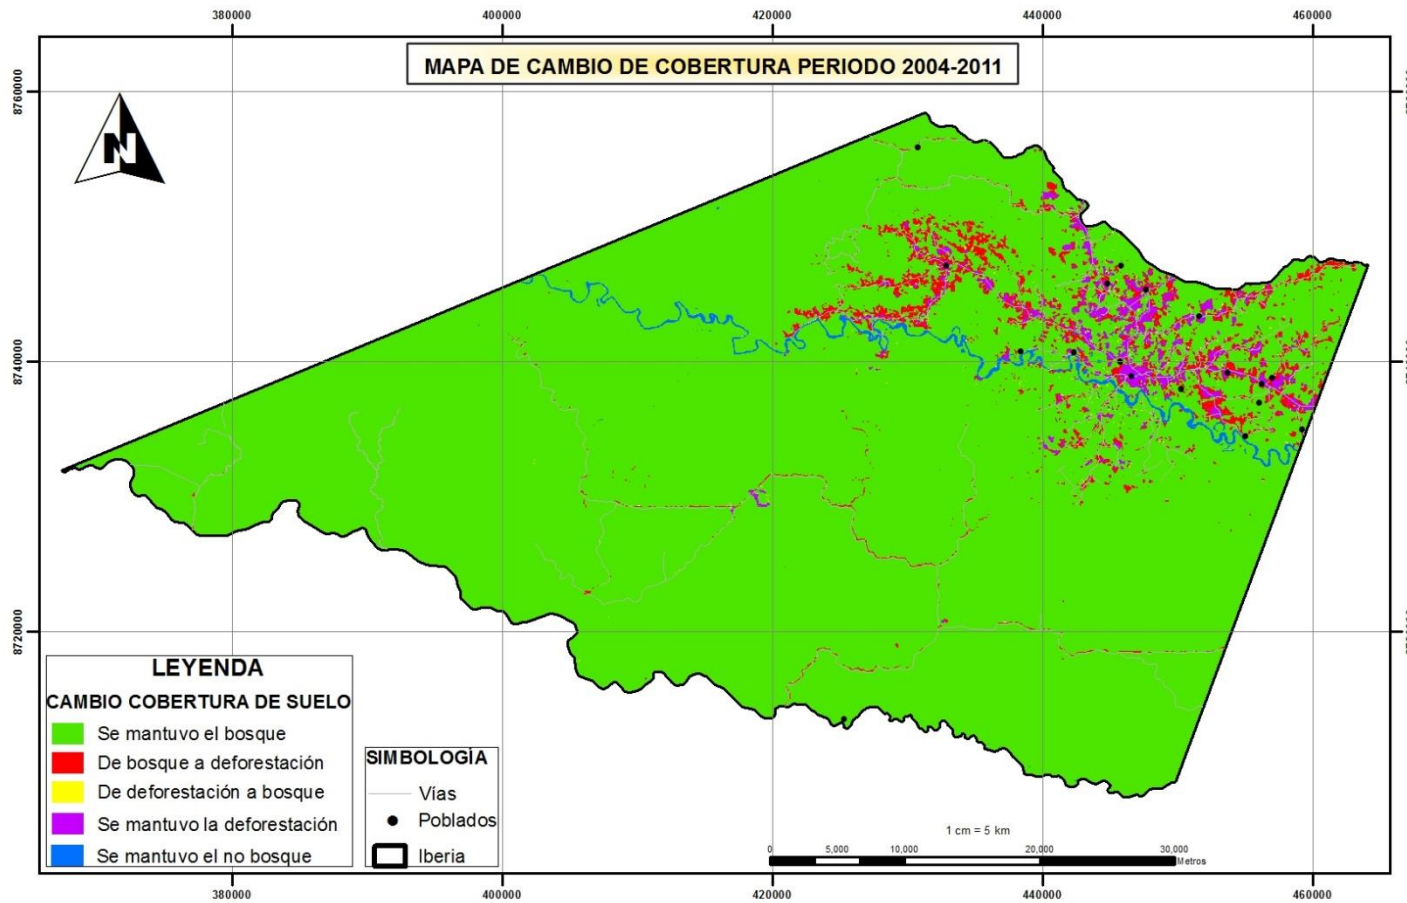 380000 400000 420000 440000 460000
MAPA DE CAMBIO DE COBERTURA PERIODO 2004-2011
8760000
N
8740000
8720000
LEYENDA
CAMBIO COBERTURA DE SUELO
Se mantuvo el bosque
De bosque a deforestación
De deforestación a bosque
Se mantuvo la deforestación
Se mantuvo el no bosque
SIMBOLOGÍA
Vías
Poblados
Iberia
1 cm = 5 km
0 5,000 10,000 20,000 30,000
Metros
380000 400000 420000 440000 460000